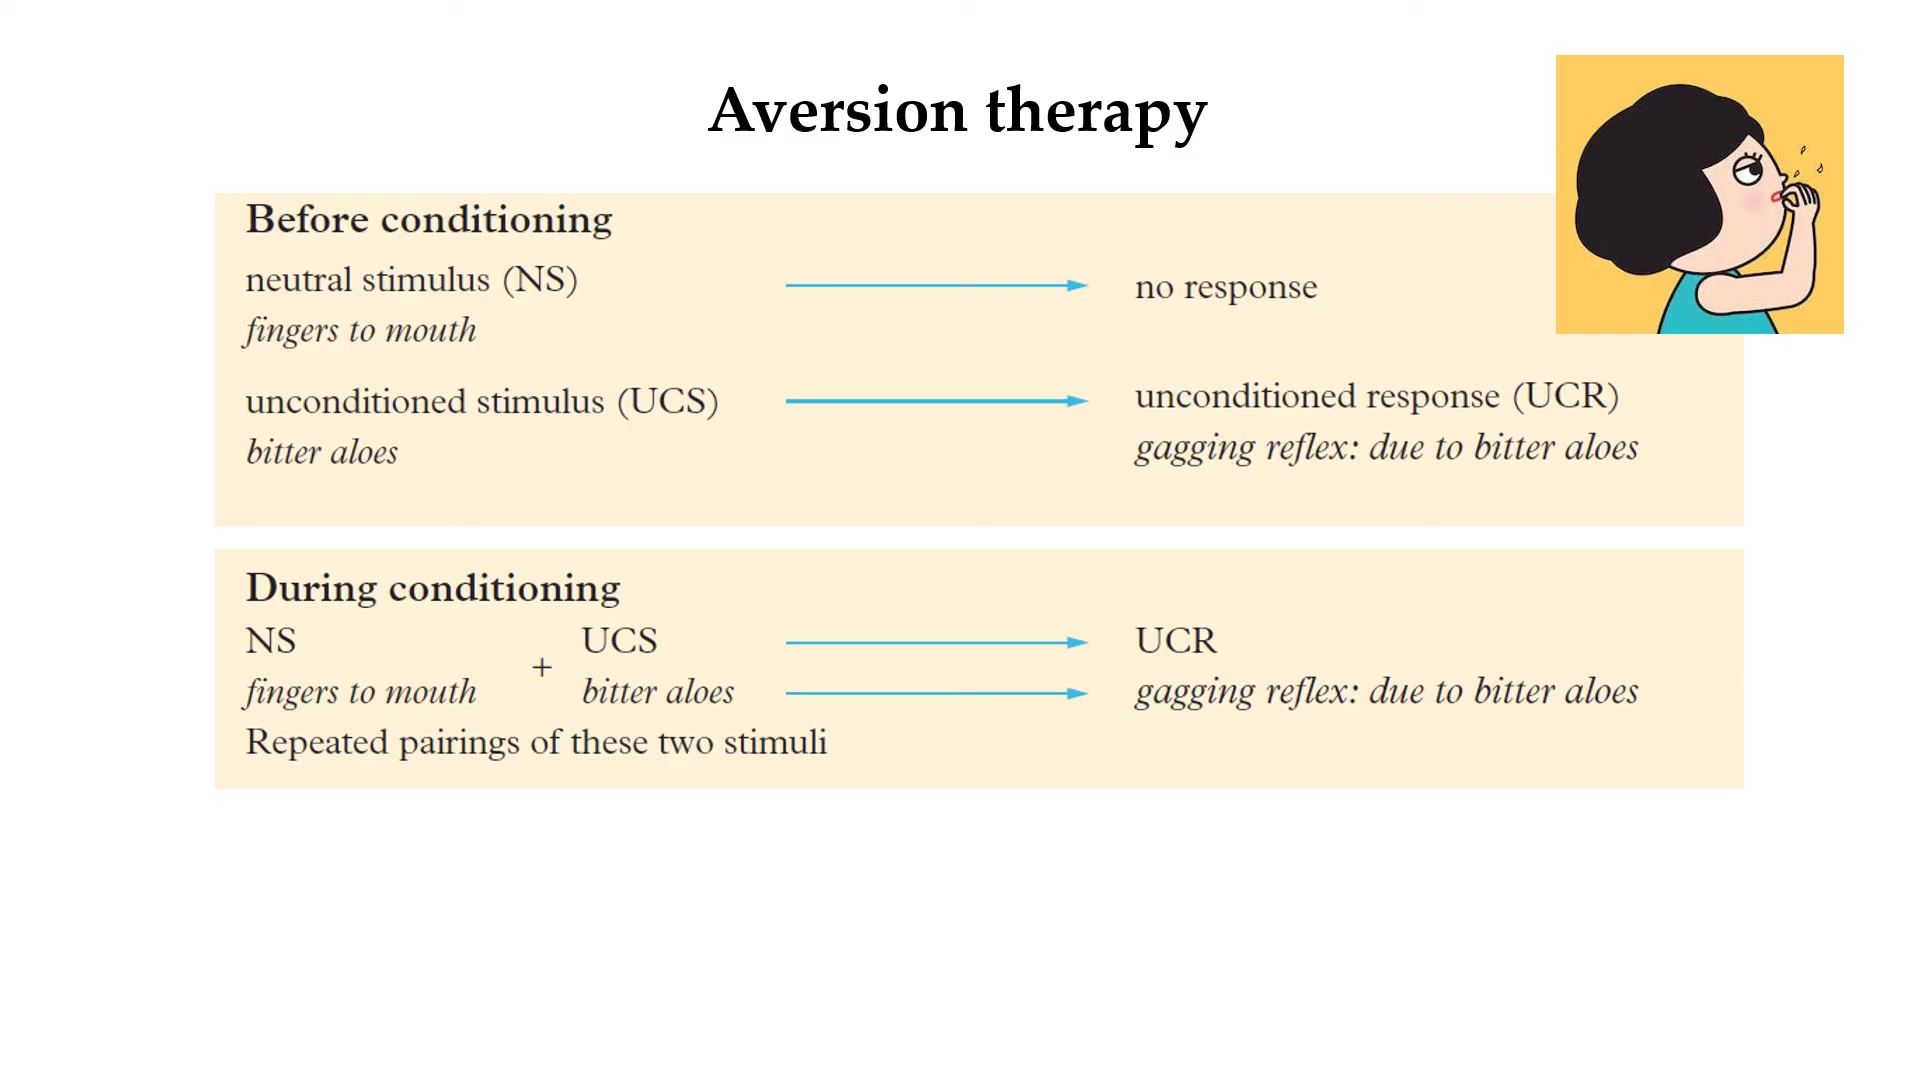 Aversion therapy
Before conditioning
neutral stimulus (NS)
no response
fingers to mouth
unconditioned stimulus (UCS)
unconditioned response (UCR)
bitter aloes
gagging reflex: due to bitter aloes
During conditioning
NS
+
UCS
UCR
fingers to mouth
bitter aloes
gagging reflex: due to bitter aloes
Repeated pairings of these two stimuli